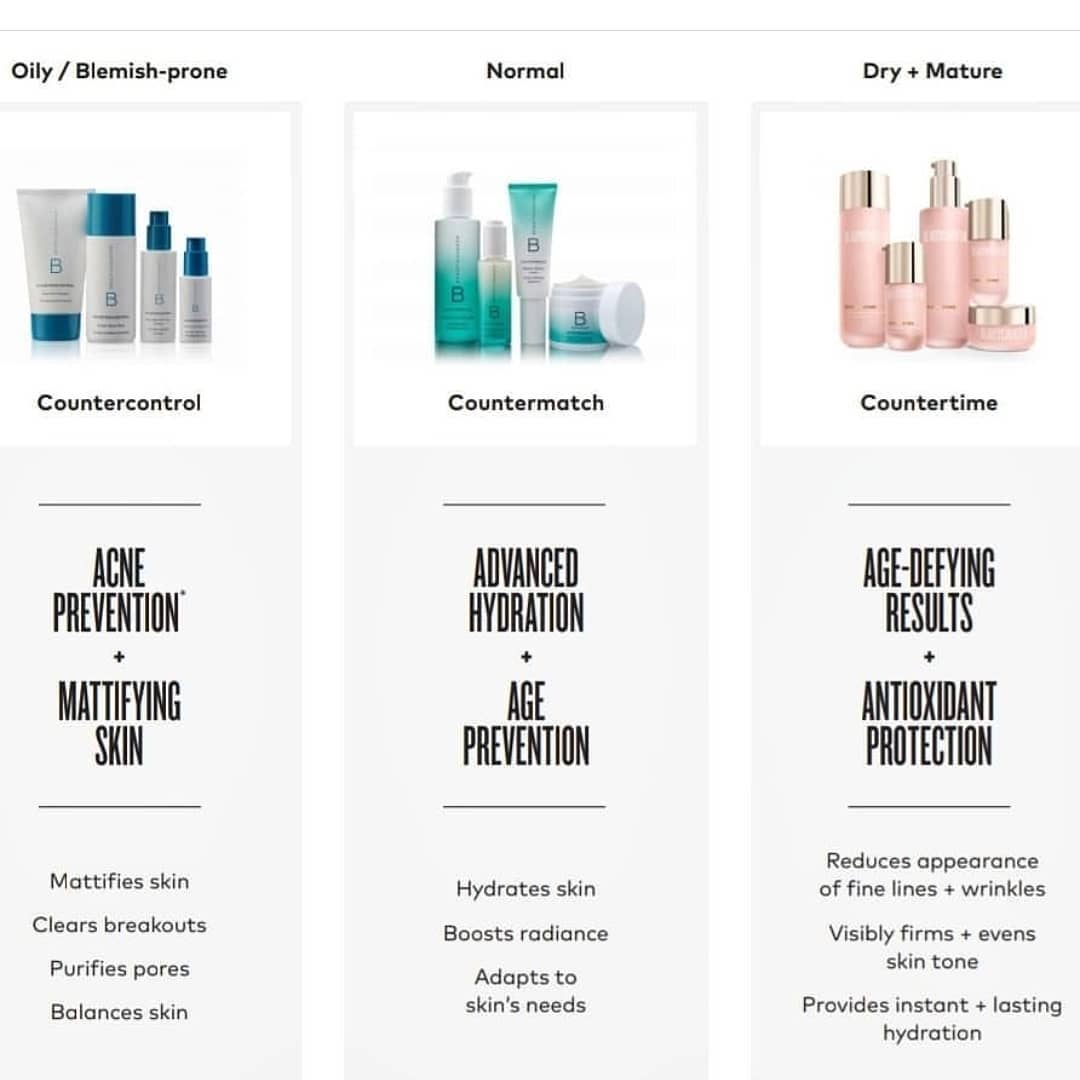 Oily / Blemish-prone
Countercontrol
ACNE
PREVENTION*
+
MATTIFYING
SKIN
Mattifies skin
Clears breakouts
Purifies pores
Balances skin
Normal
B
B
B
B
Countermatch
ADVANCED
HYDRATION
+
AGE
PREVENTION
Hydrates skin
Boosts radiance
Adapts to
skin's needs
Dry + Mature
Countertime
AGE-DEFYING
RESULTS
+
ANTIOXIDANT
PROTECTION
Reduces appearance
of fine lines + wrinkles
Visibly firms + evens
skin tone
Provides instant + lasting
hydration